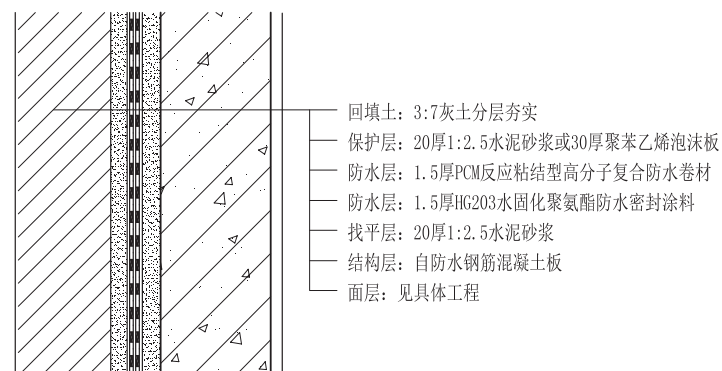 回填土：3:7灰土分层夯实
保护层：20厚1:2.5水泥砂浆或30厚聚苯乙烯泡沫板
防水层：1.5厚PCM反应粘结型高分子复合防水卷材
防水层：1.5厚HG203水固化聚氨酯防水密封涂料
找平层：20厚1:2.5水泥砂浆
结构层：自防水钢筋混凝土板
面层：见具体工程